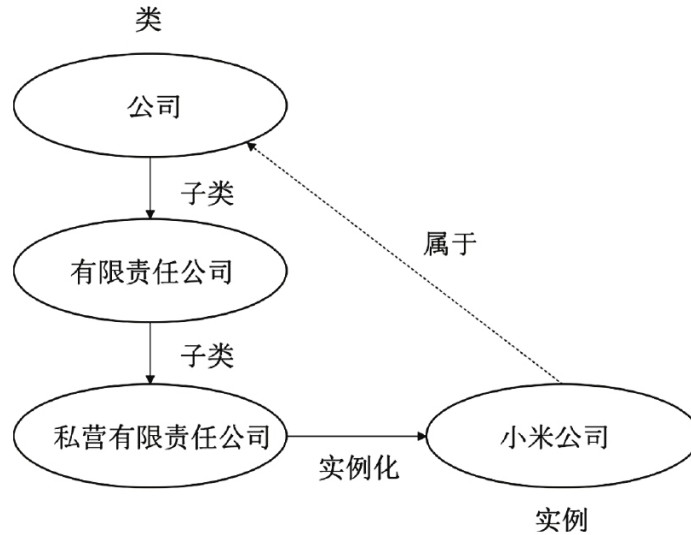 类
公司
子类
有限责任公司
属于
子类
私营有限责任公司
实例化
小米公司
实例